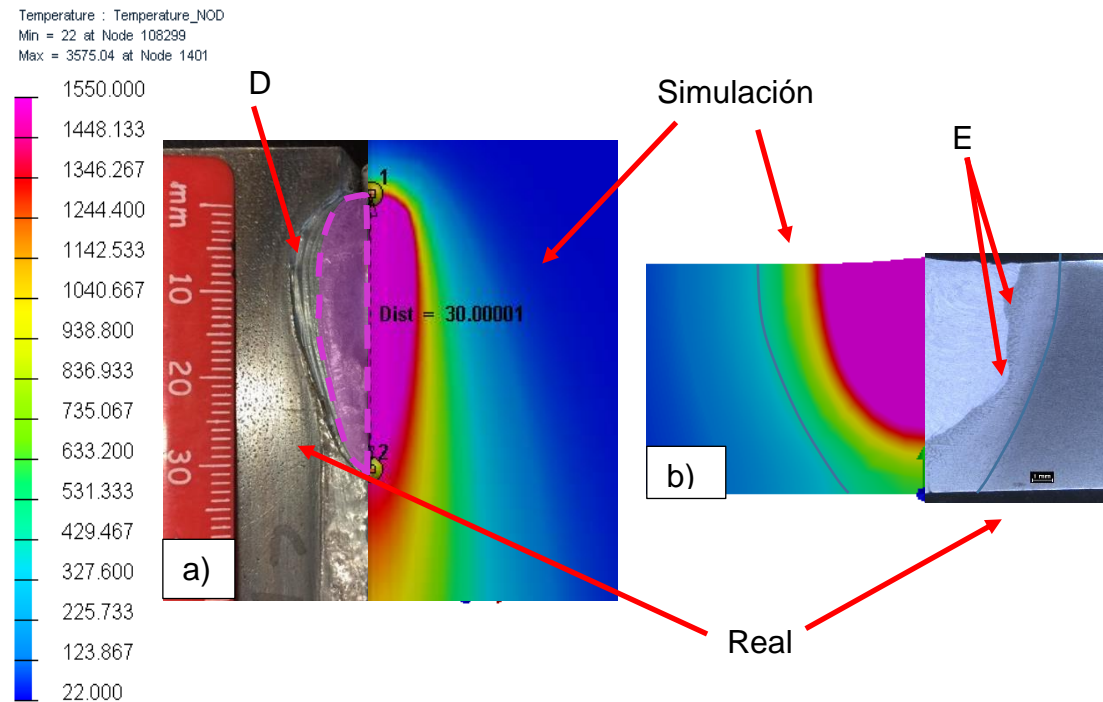 Temperature : Temperature_NOD
Min = 22 at Node 108299
Max = 3575.04 at Node 1401
1550.000
1448.133
1346.267
1244.400
1142.533
1040.667
938.800
836.933
735.067
633.200
531.333
429.467
327.600
225.733
123.867
22.000
D
Simulación
E
mm
10
20
30
1
Dist = 30.00001
2
a)
b)
1 mm
Real